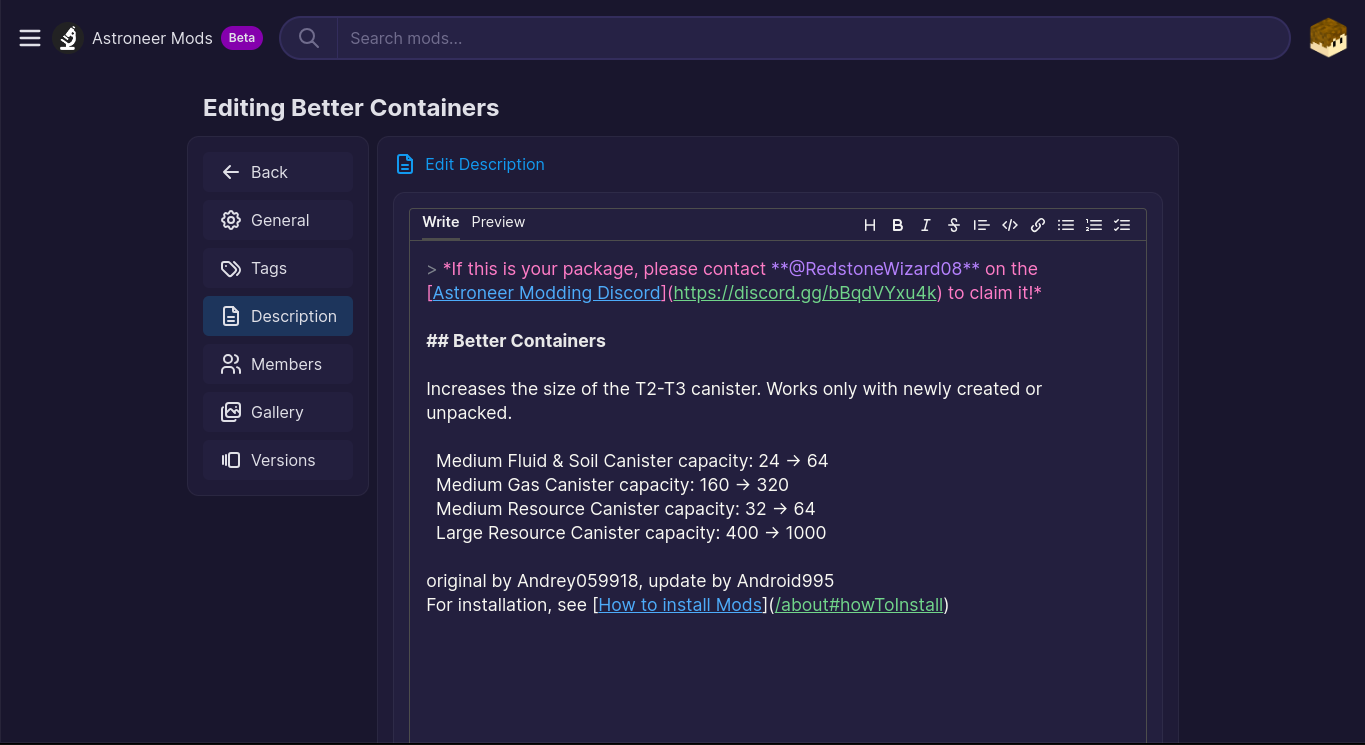 Astroneer Mods Beta Search mods...
Editing Better Containers
Back
General
Tags
Description
Members
Gallery
Versions
Edit Description
Write Preview
> *If this is your package, please contact **@RedstoneWizard08** on the
[Astroneer Modding Discord](https://discord.gg/bBqdVYxu4k) to claim it!*
## Better Containers
Increases the size of the T2-T3 canister. Works only with newly created or
unpacked.
Medium Fluid & Soil Canister capacity: 24 → 64
Medium Gas Canister capacity: 160 → 320
Medium Resource Canister capacity: 32 → 64
Large Resource Canister capacity: 400 → 1000
original by Andrey059918, update by Android995
For installation, see [How to install Mods](/about#howToInstall)